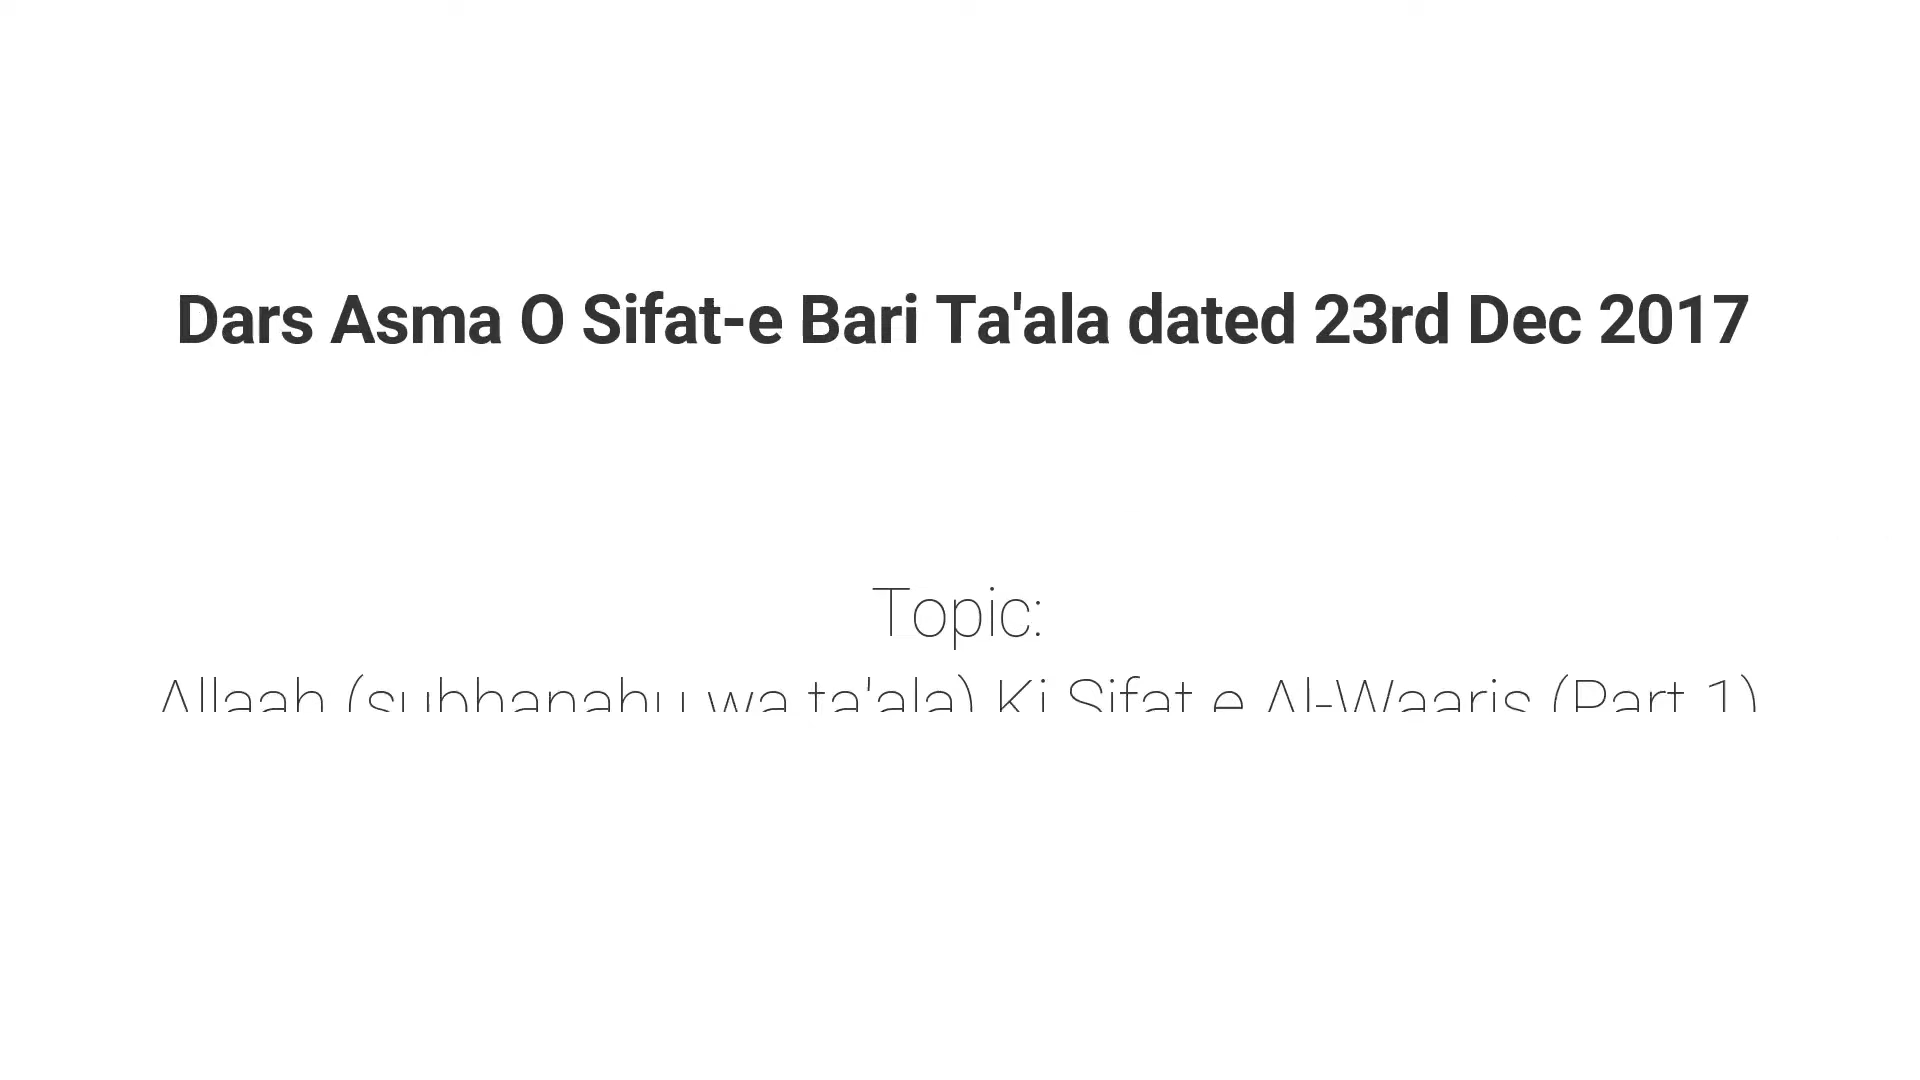 Dars Asma O Sifat-e Bari Ta'ala dated 23rd Dec 2017
Topic:
Allaah (subhanahu wa ta'ala) Ki Sifat e Al-Waaris (Part 1)